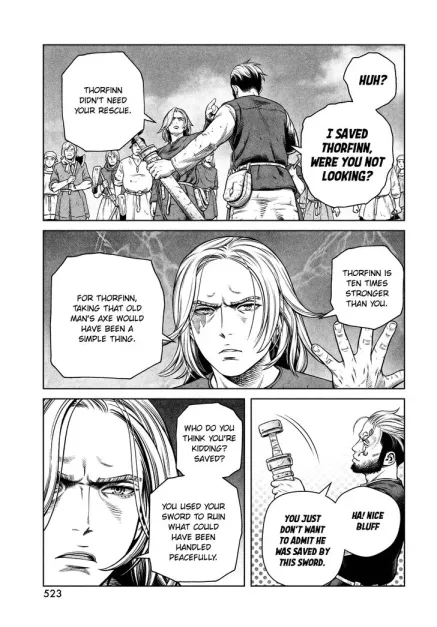 THORFINN
DIDN'T NEED
YOUR RESCUE.
HUH?
I SAVED
THORFINN,
WERE YOU NOT
LOOKING?
FOR THORFINN,
TAKING THAT OLD
MAN'S AXE WOULD
HAVE BEEN A
SIMPLE THING.
THORFINN IS
TEN TIMES
STRONGER
THAN YOU.
WHO DO YOU
THINK YOU'RE
KIDDING?
SAVED?
YOU USED YOUR
SWORD TO RUIN
WHAT COULD
HAVE BEEN
HANDLED
PEACEFULLY.
HA! NICE
BLUFF
YOU JUST
DON'T WANT
TO ADMIT HE
WAS SAVED BY
THIS SWORD.
523